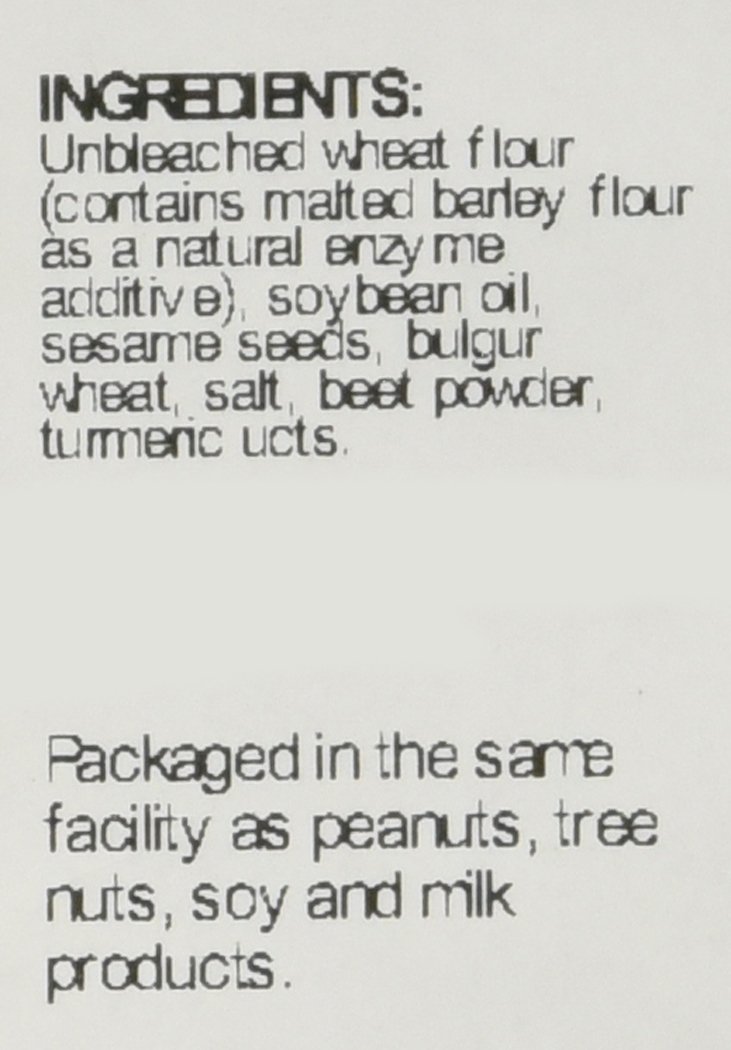 INGREDIENTS:
Unbleached wheat flour
(contains malted barley flour
as a natural enzyme
additive), soybean oil,
sesame seeds, bulgur
wheat, salt, beet powder,
turmeric ucts.
Packaged in the same
facility as peanuts, tree
nuts, soy and milk
products.